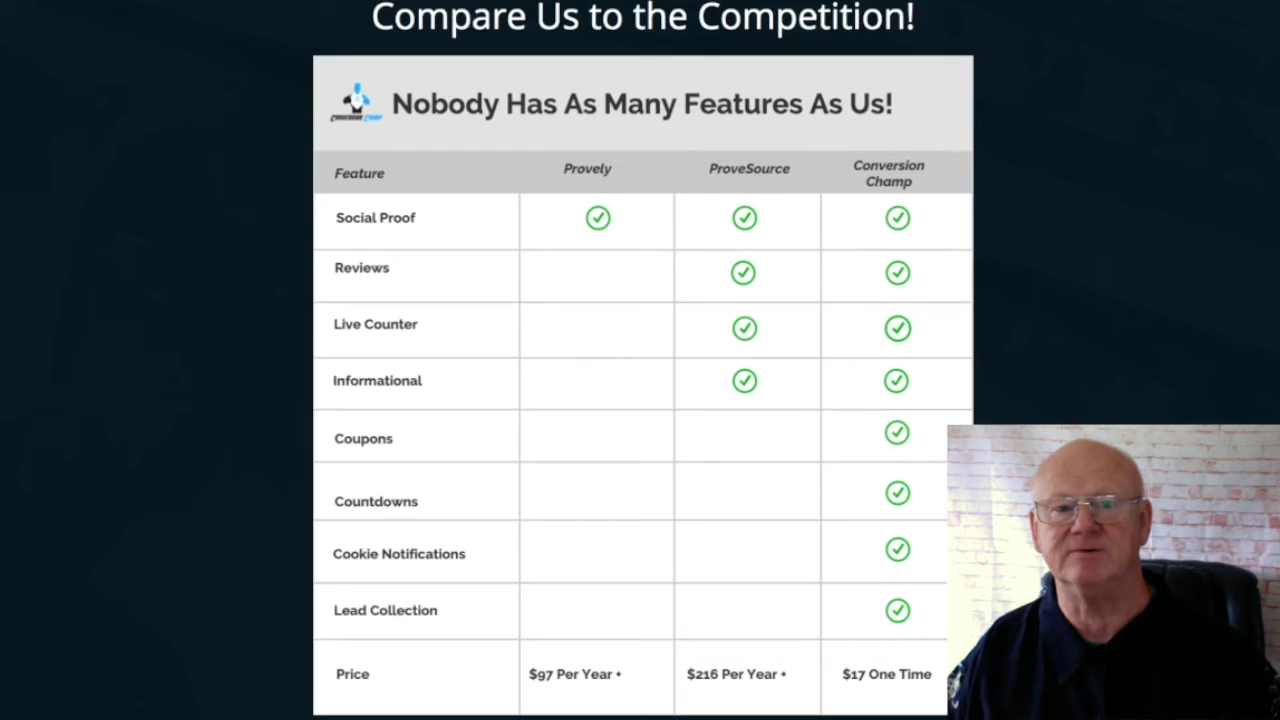 Compare Us to the Competition!
CONVERSION CHAMP
Nobody Has As Many Features As Us!
Feature Provely ProveSource Conversion Champ
Social Proof
Reviews
Live Counter
Informational
Coupons
Countdowns
Cookie Notifications
Lead Collection
Price $97 Per Year + $216 Per Year + $17 One Time